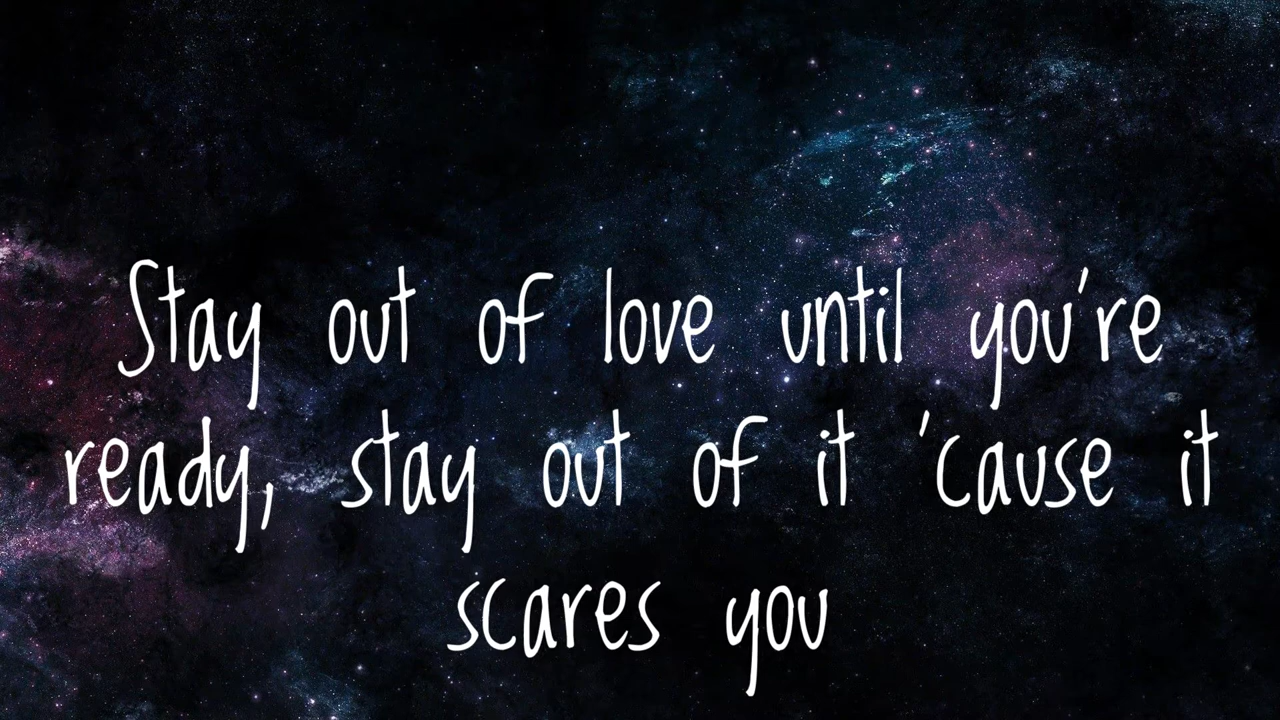 Stay out of love until you're
ready, stay out of it 'cause it
scares you